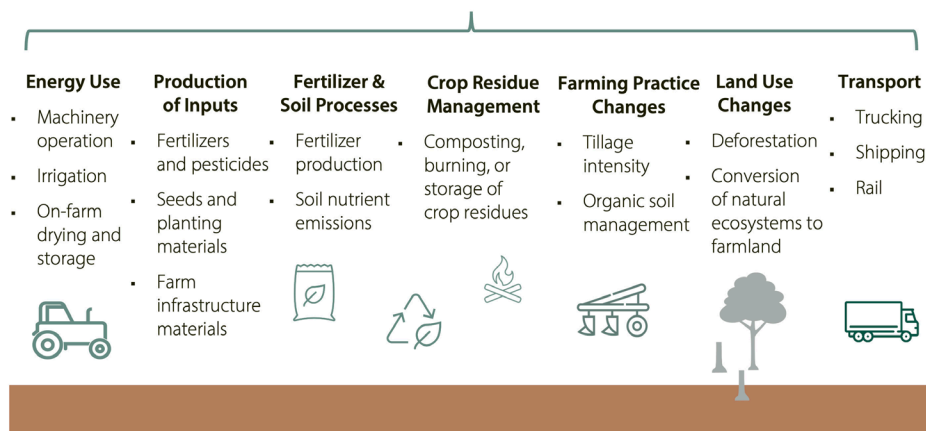 Energy Use
▪ Machinery
operation
▪ Irrigation
▪ On-farm
drying and
storage
Production
of Inputs
▪ Fertilizers
and pesticides
▪ Seeds and
planting
materials
▪ Farm
infrastructure
materials
Fertilizer &
Soil Processes
▪ Fertilizer
production
▪ Soil nutrient
emissions
Crop Residue
Management
▪ Composting,
burning, or
storage of
crop residues
Farming Practice
Changes
▪ Tillage
intensity
▪ Organic soil
management
Land Use
Changes
▪ Deforestation
▪ Conversion
of natural
ecosystems to
farmland
Transport
▪ Trucking
▪ Shipping
▪ Rail